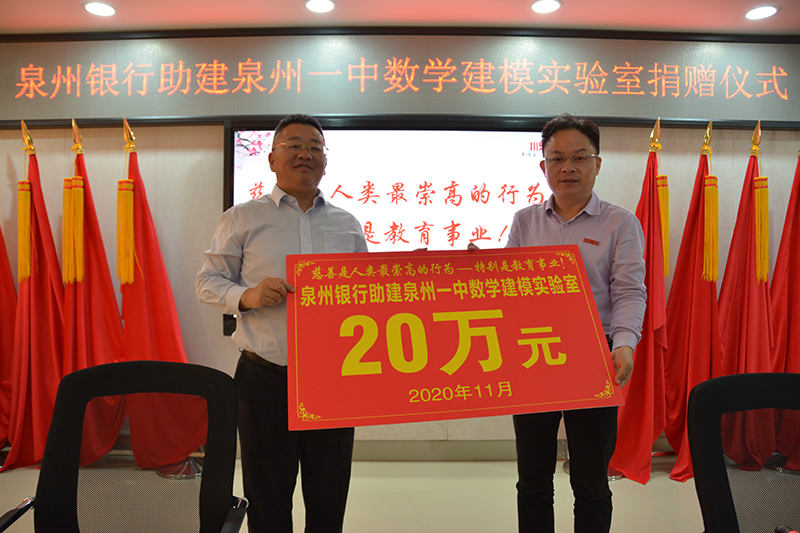 泉州银行助建泉州一中数学建模实验室捐赠仪式
慈 人类最崇高的行为
是教育事业！
慈善是人类最崇高的行为——特别是教育事业！
泉州银行助建泉州一中数学建模实验室
20万元
2020年11月